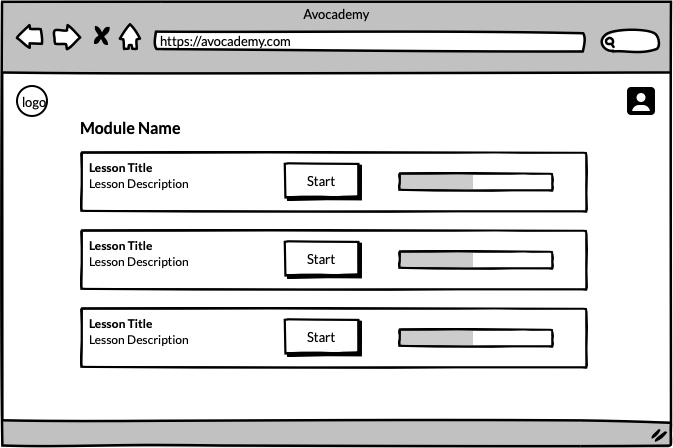 Avocademy
https://avocademy.com
logo
Module Name
Lesson Title
Lesson Description
Start
Lesson Title
Lesson Description
Start
Lesson Title
Lesson Description
Start